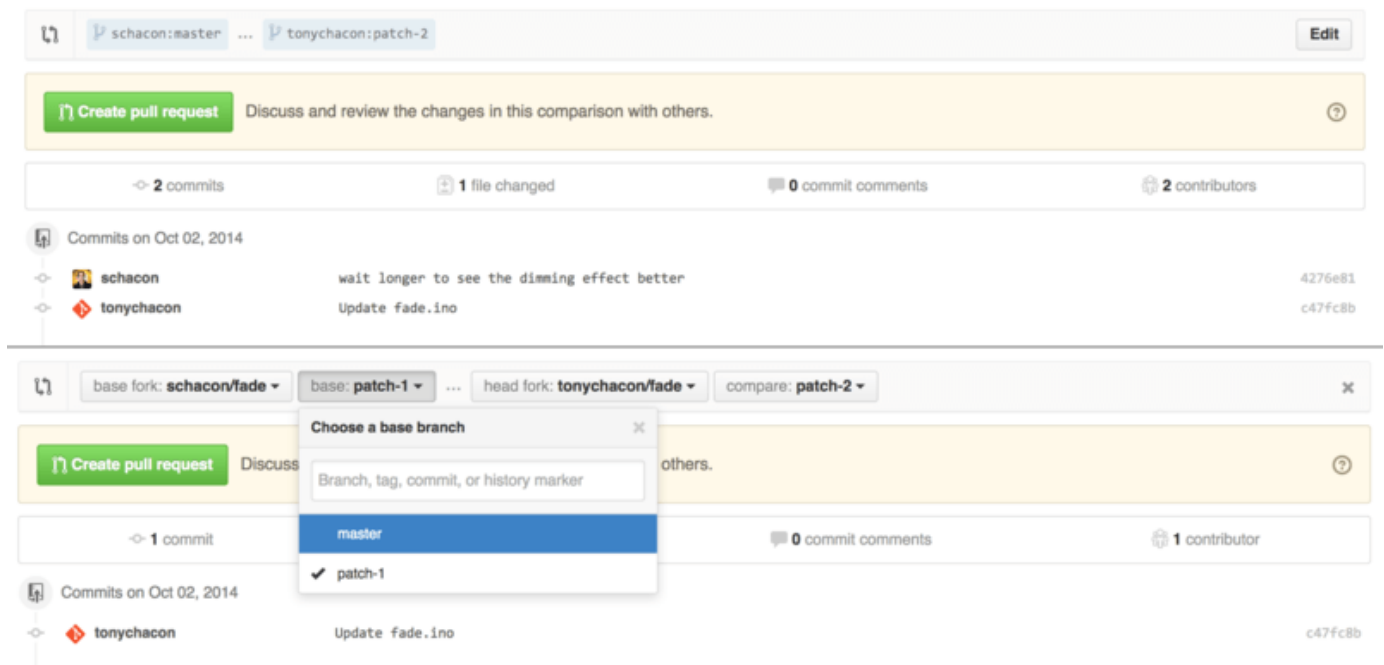 schacon:master ... tonychacon:patch-2 Edit
Create pull request Discuss and review the changes in this comparison with others.
2 commits 1 file changed 0 commit comments 2 contributors
Commits on Oct 02, 2014
schacon wait longer to see the dimming effect better 4276e81
tonychacon Update fade.ino c47fc8b
base fork: schacon/fade base: patch-1 ... head fork: tonychacon/fade compare: patch-2
Choose a base branch
Create pull request Discuss others.
Branch, tag, commit, or history marker
master
1 commit 0 commit comments 1 contributor
patch-1
Commits on Oct 02, 2014
tonychacon Update fade.ino c47fc8b